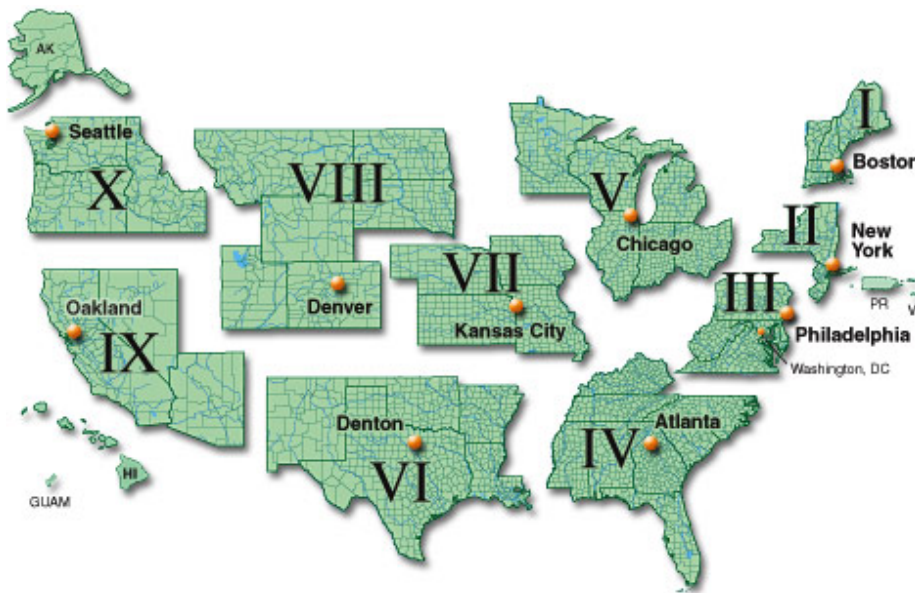 AK
Seattle
X
VIII
V
I
Boston
Chicago
II
New
York
VII
III
Denver
Oakland
Kansas City
PR
V
Philadelphia
IX
Washington, DC
Denton
Atlanta
IV
VI
HI
GUAM